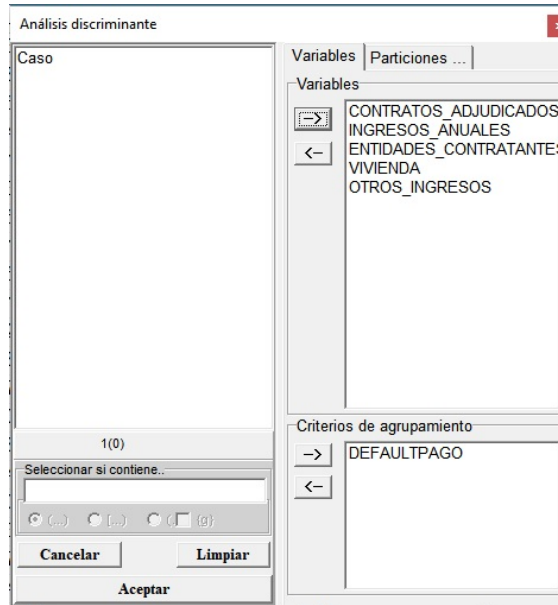 Análisis discriminante
Caso
1(0)
Seleccionar si contiene..
(...)
[...)
(
{g}
Cancelar
Limpiar
Aceptar
Variables
Particiones ...
Variables
-->
<--
CONTRATOS_ADJUDICADOS
INGRESOS_ANUALES
ENTIDADES_CONTRATANTES
VIVIENDA
OTROS_INGRESOS
Criterios de agrupamiento
-->
<--
DEFAULTPAGO